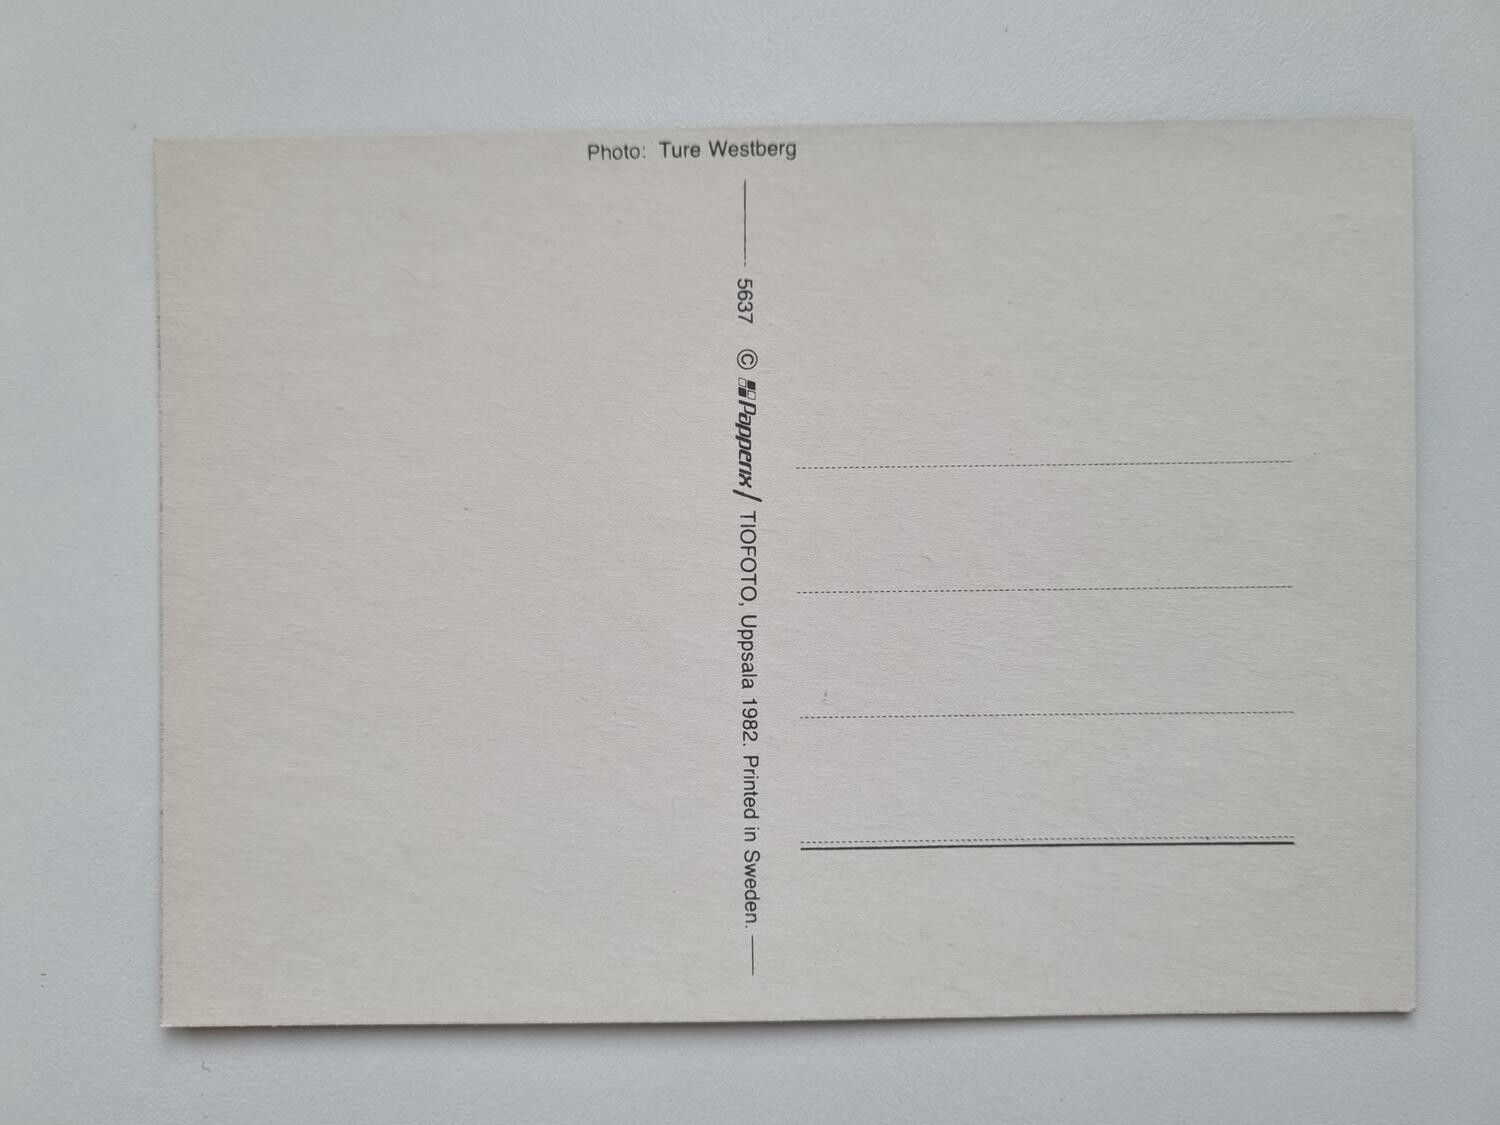 Photo: Ture Westberg
5637 © Papperix / TIOFOTO, Uppsala 1982. Printed in Sweden.